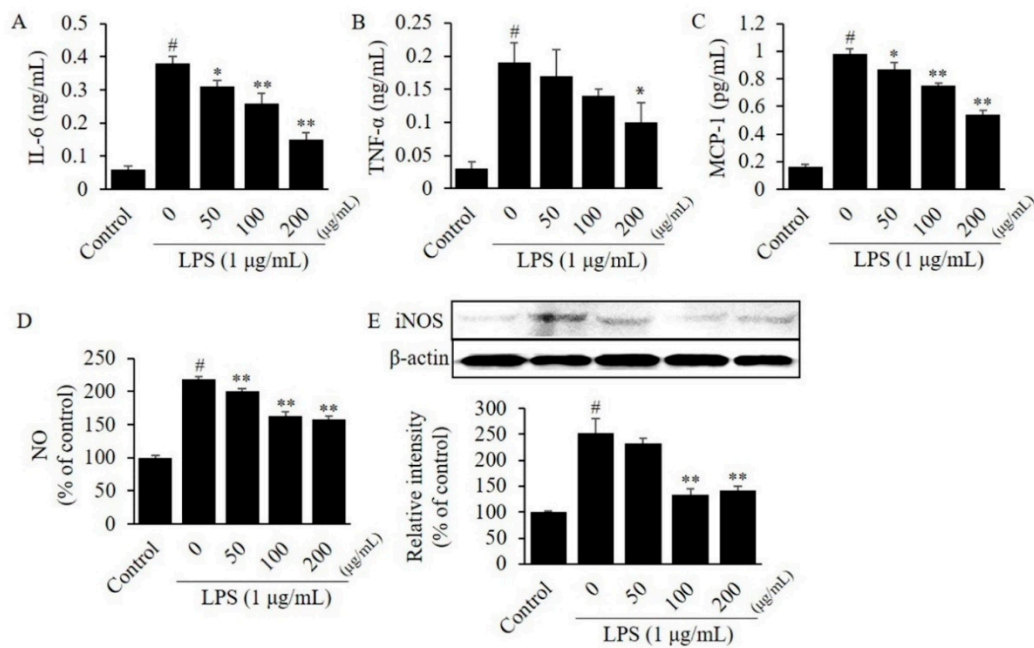 A
IL-6 (ng/mL)
0.5
0.4
0.3
0.2
0.1
0
#
*
**
**
Control
0
50
100
200
(μg/mL)
LPS (1 μg/mL)
B
TNF-α (ng/mL)
0.25
0.2
0.15
0.1
0.05
0
#
*
Control
0
50
100
200
(μg/mL)
LPS (1 μg/mL)
C
MCP-1 (pg/mL)
1.2
1
0.8
0.6
0.4
0.2
0
#
*
**
**
Control
0
50
100
200
(μg/mL)
LPS (1 μg/mL)
D
NO
(% of control)
250
200
150
100
50
0
#
**
**
**
Control
0
50
100
200
(μg/mL)
LPS (1 μg/mL)
E iNOS
β-actin
Relative intensity
(% of control)
300
250
200
150
100
50
0
#
**
**
Control
0
50
100
200
(μg/mL)
LPS (1 μg/mL)